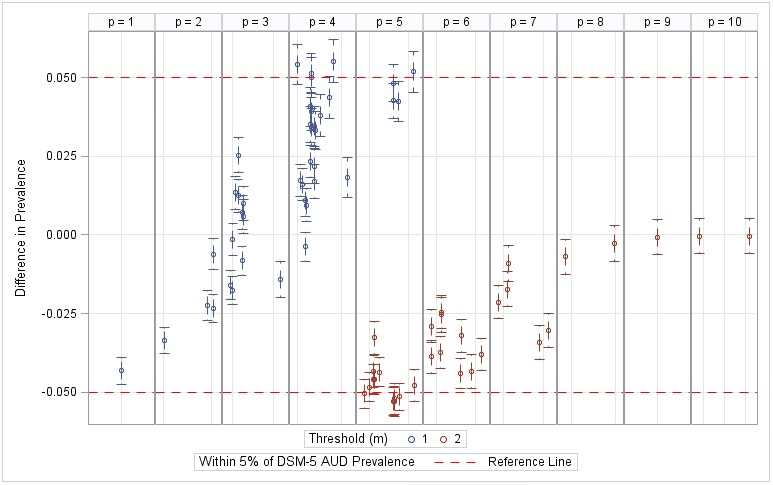 p = 1 p = 2 p = 3 p = 4 p = 5 p = 6 p = 7 p = 8 p = 9 p = 10
0.050
0.025
0.000
-0.025
-0.050
Difference in Prevalence
Threshold (m) 1 2
Within 5% of DSM-5 AUD Prevalence Reference Line